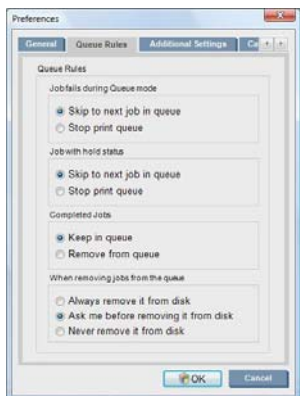 Preferences
General Queue Rules Additional Settings Ca
Queue Rules
Job fails during Queue mode
Skip to next job in queue
Stop print queue
Job with hold status
Skip to next job in queue
Stop print queue
Completed Jobs
Keep in queue
Remove from queue
When removing jobs from the queue
Always remove it from disk
Ask me before removing it from disk
Never remove it from disk
OK Cancel